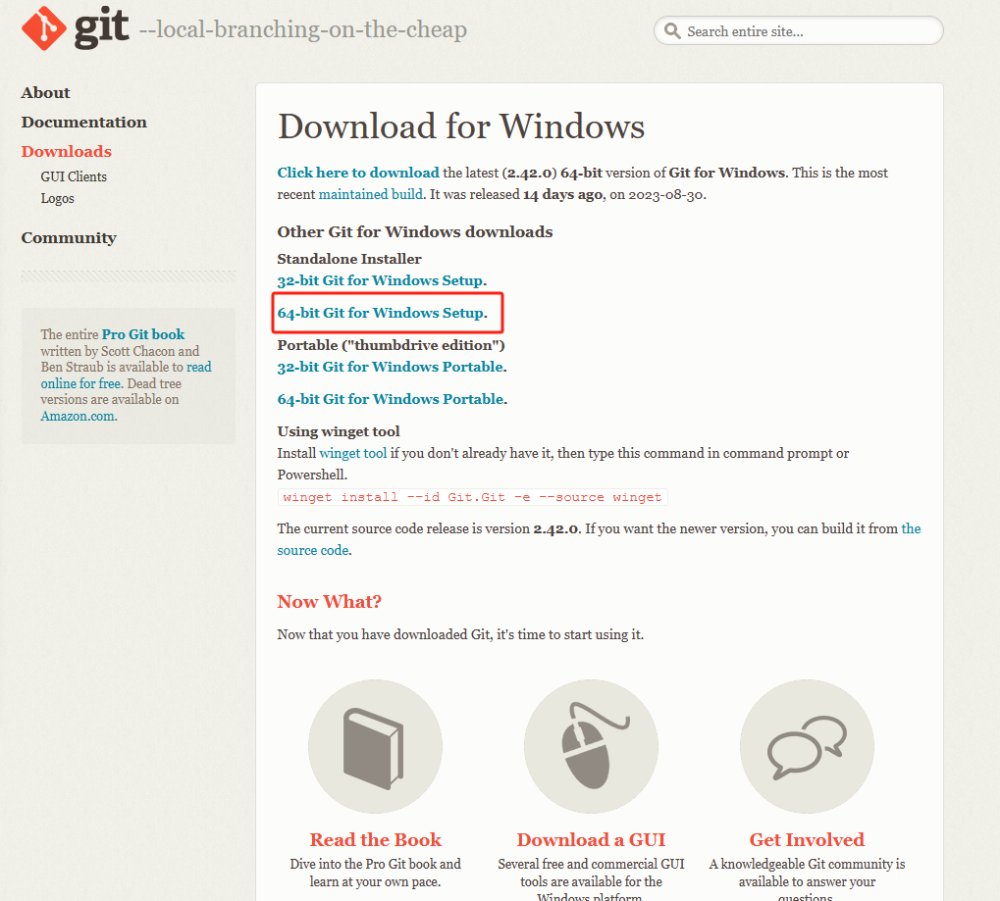 git --local-branching-on-the-cheap
Search entire site...
About
Documentation
Downloads
GUI Clients
Logos
Community
The entire Pro Git book
written by Scott Chacon and
Ben Straub is available to read
online for free. Dead tree
versions are available on
Amazon.com.
Download for Windows
Click here to download the latest (2.42.0) 64-bit version of Git for Windows. This is the most
recent maintained build. It was released 14 days ago, on 2023-08-30.
Other Git for Windows downloads
Standalone Installer
32-bit Git for Windows Setup.
64-bit Git for Windows Setup.
Portable ("thumbdrive edition")
32-bit Git for Windows Portable.
64-bit Git for Windows Portable.
Using winget tool
Install winget tool if you don't already have it, then type this command in command prompt or
Powershell.
winget install --id Git.Git -e --source winget
The current source code release is version 2.42.0. If you want the newer version, you can build it from the
source code.
Now What?
Now that you have downloaded Git, it's time to start using it.
Read the Book
Dive into the Pro Git book and
learn at your own pace.
Download a GUI
Several free and commercial GUI
tools are available for the
Windows platform
Get Involved
A knowledgeable Git community is
available to answer your
questions.